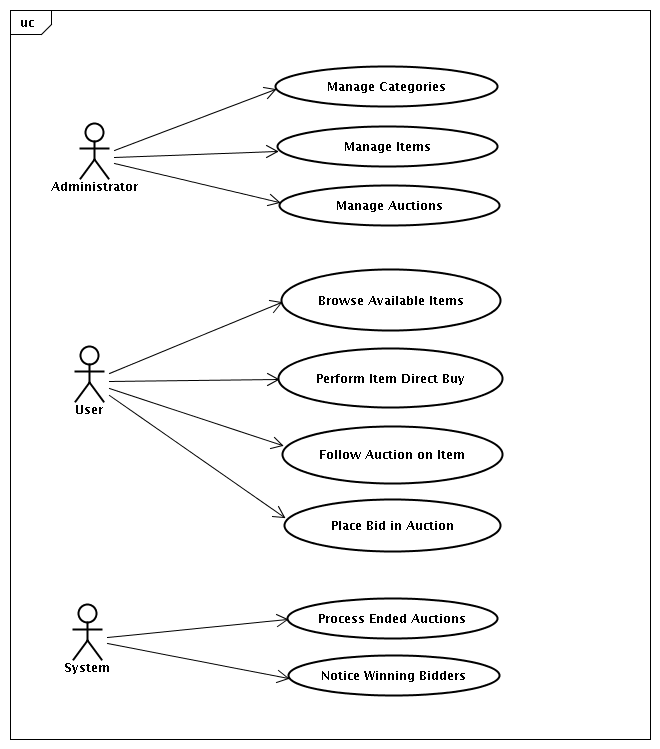 uc
Manage Categories
Manage Items
Administrator
Manage Auctions
Browse Available Items
Perform Item Direct Buy
User
Follow Auction on Item
Place Bid in Auction
Process Ended Auctions
System
Notice Winning Bidders